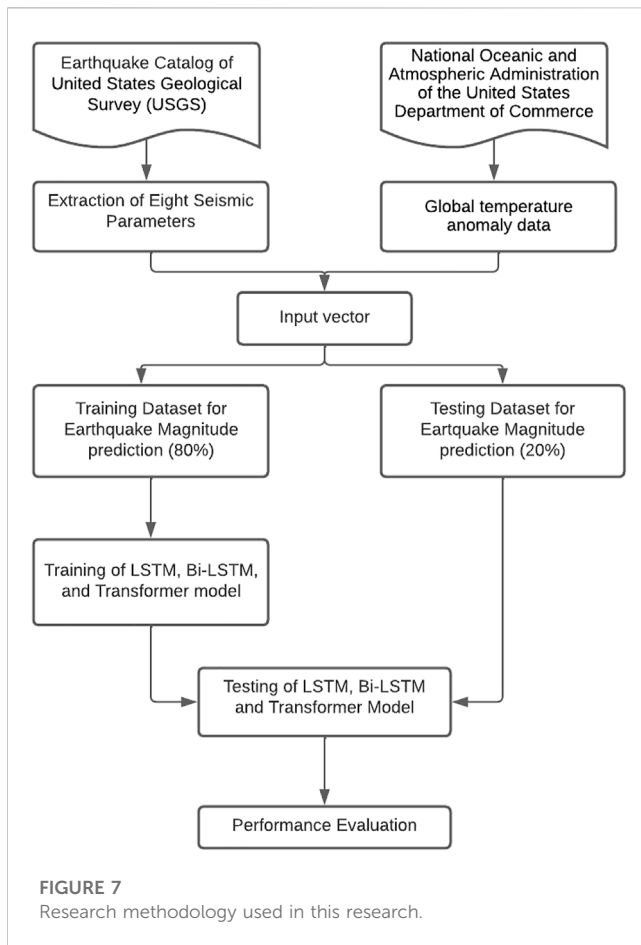 Earthquake Catalog of
United States Geological
Survey (USGS)
National Oceanic and
Atmospheric Administration
of the United States
Department of Commerce
Extraction of Eight Seismic
Parameters
Global temperature
anomaly data
Input vector
Training Dataset for
Earthquake Magnitude
prediction (80%)
Testing Dataset for
Eartquake Magnitude
prediction (20%)
Training of LSTM, Bi-LSTM,
and Transformer model
Testing of LSTM, Bi-LSTM
and Transformer Model
Performance Evaluation
FIGURE 7
Research methodology used in this research.